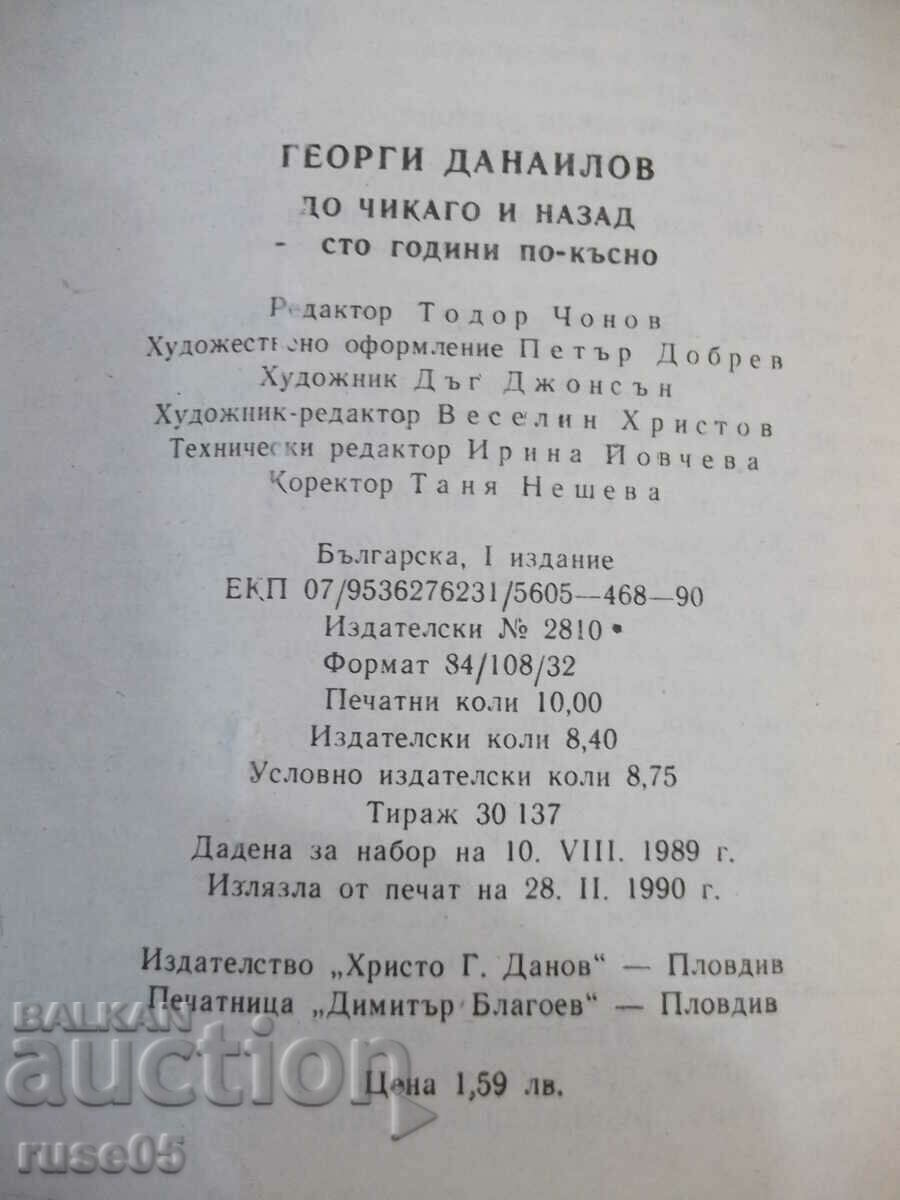 ГЕОРГИ ДАНАИЛОВ
ДО ЧИКАГО И НАЗАД
- СТО ГОДИНИ ПО-КЪСНО
Редактор Тодор Чонов
Художествено оформление Петър Добрев
Художник Дъг Джонсън
Художник-редактор Веселин Христов
Технически редактор Ирина Йовчева
Коректор Таня Нешева
Българска, I издание
ЕКП 07/9536276231/5605—468—90
Издателски № 2810
Формат 84/108/32
Печатни коли 10,00
Издателски коли 8,40
Условно издателски коли 8,75
Тираж 30 137
Дадена за набор на 10. VIII. 1989 г.
Излязла от печат на 28. II. 1990 г.
Издателство „Христо Г. Данов“ — Пловдив
Печатница „Димитър Благоев“ — Пловдив
Цена 1,59 лв.
BALKAN
auction
ruse05